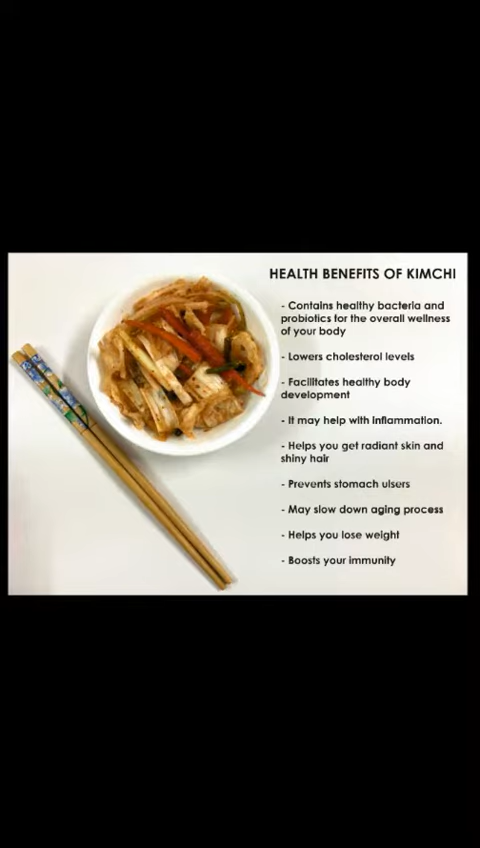 HEALTH BENEFITS OF KIMCHI
- Contains healthy bacteria and
probiotics for the overall wellness
of your body
- Lowers cholesterol levels
- Facilitates healthy body
development
- It may help with inflammation.
- Helps you get radiant skin and
shiny hair
- Prevents stomach ulsers
- May slow down aging process
- Helps you lose weight
- Boosts your immunity